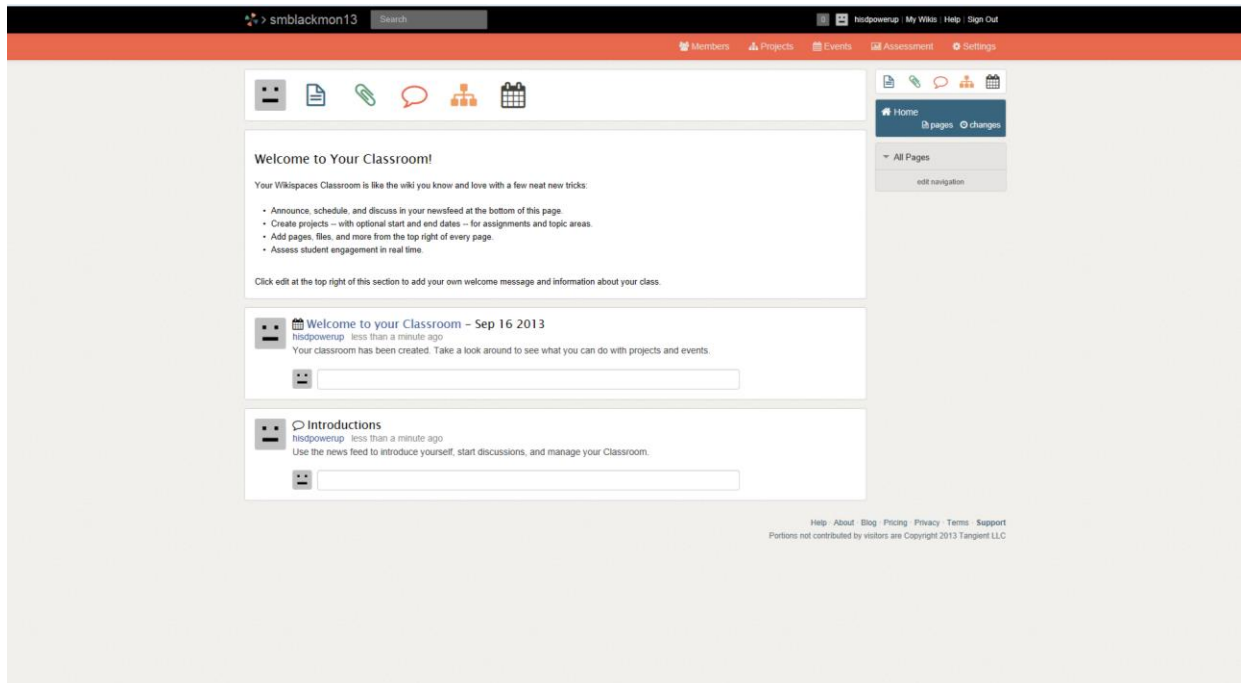 > smblackmon13 Search 0 hisdpowerup | My Wikis | Help | Sign Out
Members Projects Events Assessment Settings
Home
pages changes
All Pages
edit navigation
Welcome to Your Classroom!
Your Wikispaces Classroom is like the wiki you know and love with a few neat new tricks:
• Announce, schedule, and discuss in your newsfeed at the bottom of this page.
• Create projects -- with optional start and end dates -- for assignments and topic areas.
• Add pages, files, and more from the top right of every page.
• Assess student engagement in real time.
Click edit at the top right of this section to add your own welcome message and information about your class.
Welcome to your Classroom - Sep 16 2013
hisdpowerup less than a minute ago
Your classroom has been created. Take a look around to see what you can do with projects and events.
Introductions
hisdpowerup less than a minute ago
Use the news feed to introduce yourself, start discussions, and manage your Classroom.
Help · About · Blog · Pricing · Privacy · Terms · Support
Portions not contributed by visitors are Copyright 2013 Tangient LLC